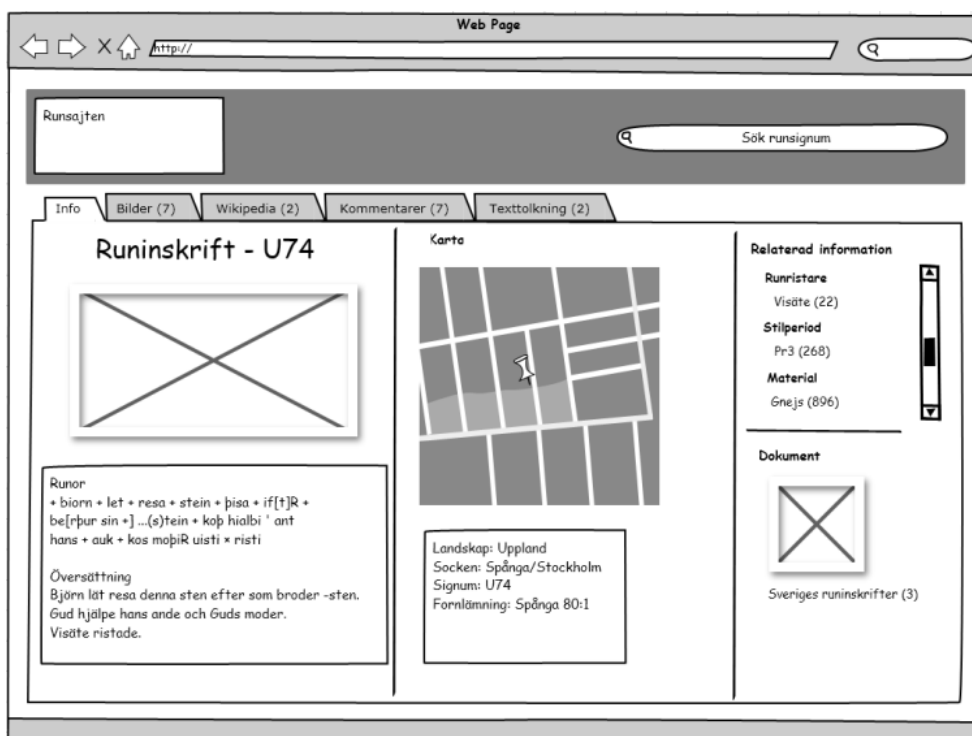 Web Page
http://
Runsajten
Sök runsignum
Info
Bilder (7)
Wikipedia (2)
Kommentarer (7)
Texttolkning (2)
Runinskrift - U74
Runor
+ biorn + let + resa + stein + þisa + if[t]R +
be[rþur sin +] ...(s)tein + koþ hialbi ' ant
hans + auk + kos moþiR uisti × risti
Översättning
Björn lät resa denna sten efter som broder -sten.
Gud hjälpe hans ande och Guds moder.
Visäte ristade.
Karta
Landskap: Uppland
Socken: Spånga/Stockholm
Signum: U74
Fornlämning: Spånga 80:1
Relaterad information
Runristare
Visäte (22)
Stilperiod
Pr3 (268)
Material
Gnejs (896)
Dokument
Sveriges runinskrifter (3)